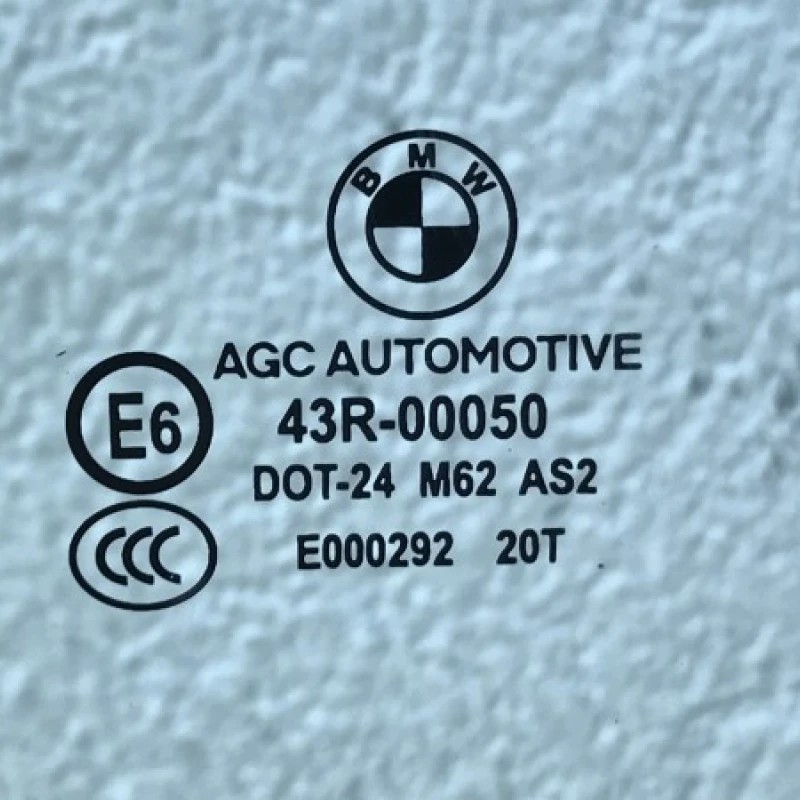 BMW
AGC AUTOMOTIVE
E6 43R-00050
DOT-24 M62 AS2
CCC E000292 20T